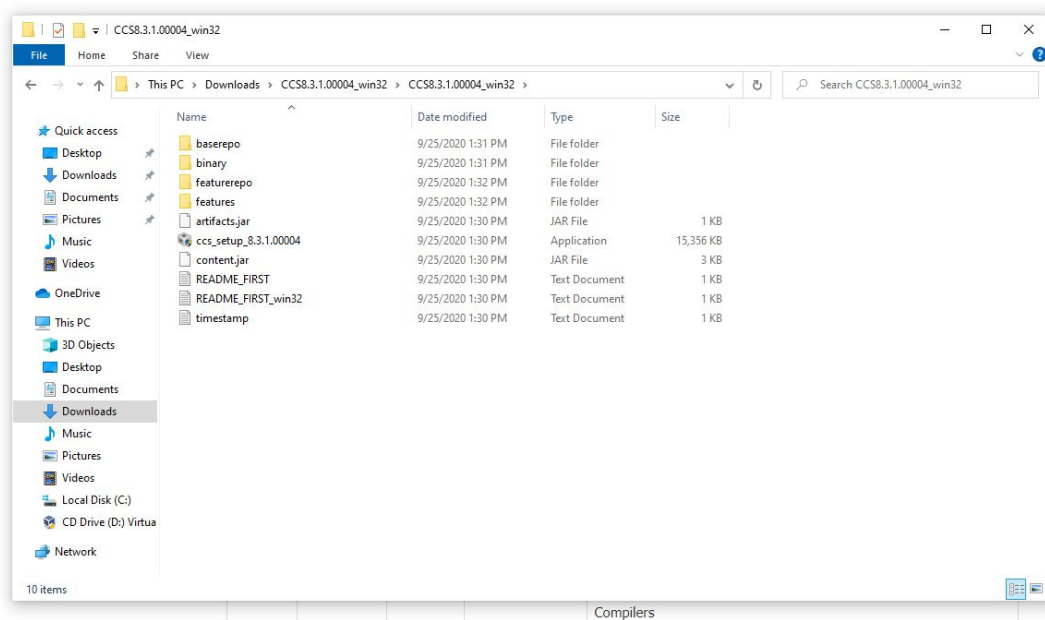 CCS8.3.1.00004_win32
File Home Share View
This PC Downloads CCS8.3.1.00004_win32 CCS8.3.1.00004_win32
Search CCS8.3.1.00004_win32
Quick access
Desktop
Downloads
Documents
Pictures
Music
Videos
OneDrive
This PC
3D Objects
Desktop
Documents
Downloads
Music
Pictures
Videos
Local Disk (C:)
CD Drive (D:) Virtua
Network
Name Date modified Type Size
baserepo 9/25/2020 1:31 PM File folder
binary 9/25/2020 1:31 PM File folder
featurerepo 9/25/2020 1:32 PM File folder
features 9/25/2020 1:32 PM File folder
artifacts.jar 9/25/2020 1:30 PM JAR File 1 KB
ccs_setup_8.3.1.00004 9/25/2020 1:30 PM Application 15,356 KB
content.jar 9/25/2020 1:30 PM JAR File 3 KB
README_FIRST 9/25/2020 1:30 PM Text Document 1 KB
README_FIRST_win32 9/25/2020 1:30 PM Text Document 1 KB
timestamp 9/25/2020 1:30 PM Text Document 1 KB
10 items
Compilers